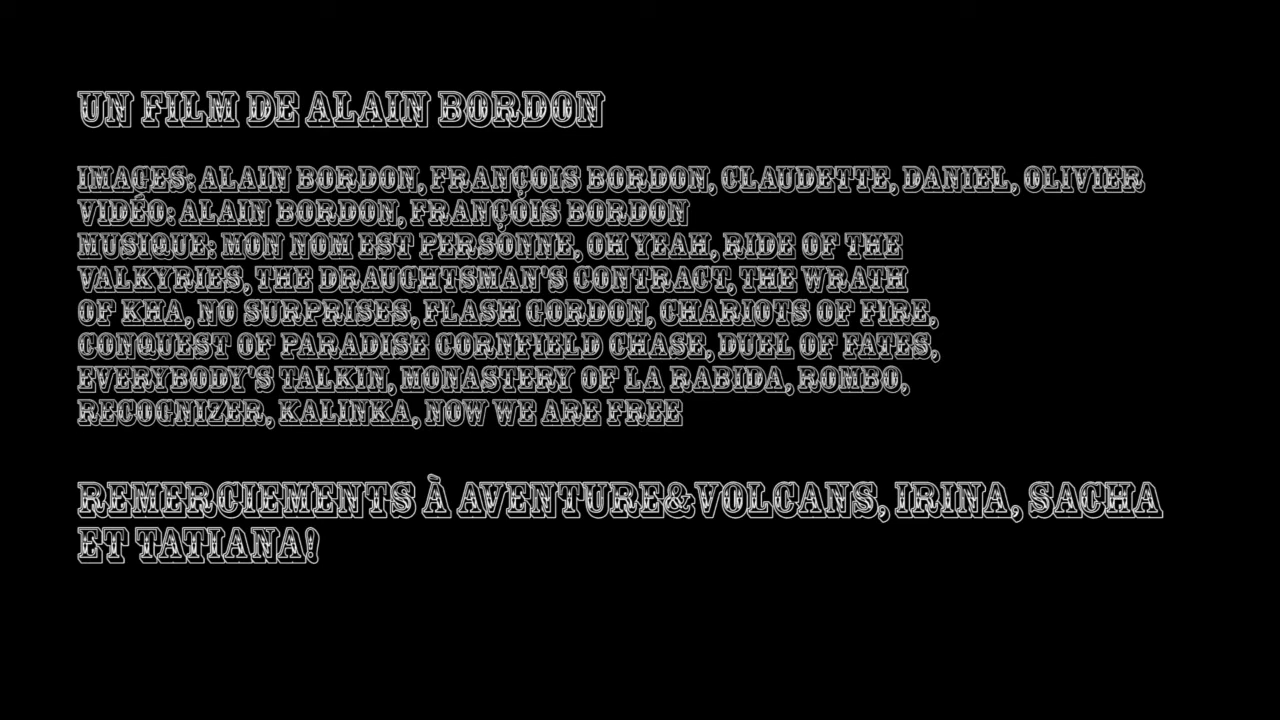 UN FILM DE ALAIN BORDON
IMAGES: ALAIN BORDON, FRANÇOIS BORDON, CLAUDETTE, DANIEL, OLIVIER
VIDÉO: ALAIN BORDON, FRANÇOIS BORDON
MUSIQUE: MON NOM EST PERSONNE, OH YEAH, RIDE OF THE
VALKYRIES, THE DRAUGHTSMAN'S CONTRACT, THE WRATH
OF KHA, NO SURPRISES, FLASH GORDON, CHARIOTS OF FIRE,
CONQUEST OF PARADISE CORNFIELD CHASE, DUEL OF FATES,
EVERYBODY'S TALKIN, MONASTERY OF LA RABIDA, ROMBO,
RECOGNIZER, KALINKA, NOW WE ARE FREE
REMERCIEMENTS À AVENTURE&VOLCANS, IRINA, SACHA
ET TATIANA!